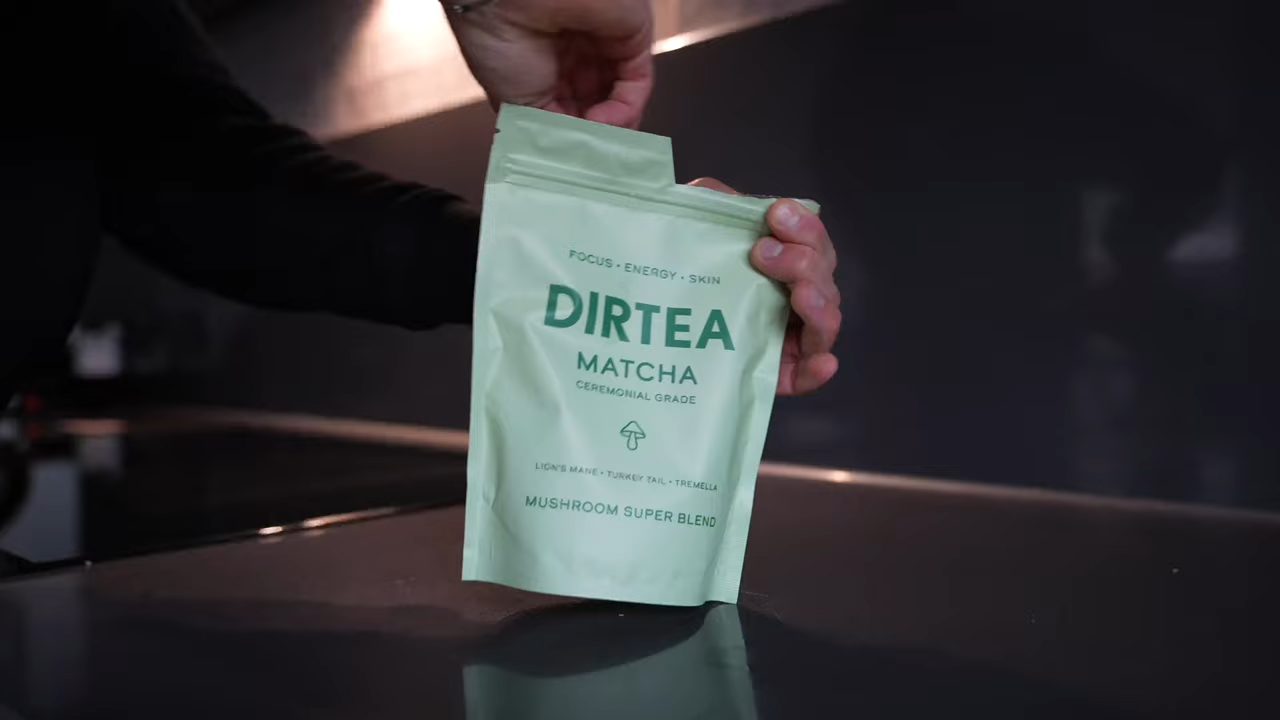 FOCUS • ENERGY • SKIN
DIRTEA
MATCHA
CEREMONIAL GRADE
LION'S MANE • TURKEY TAIL • TREMELLA
MUSHROOM SUPER BLEND